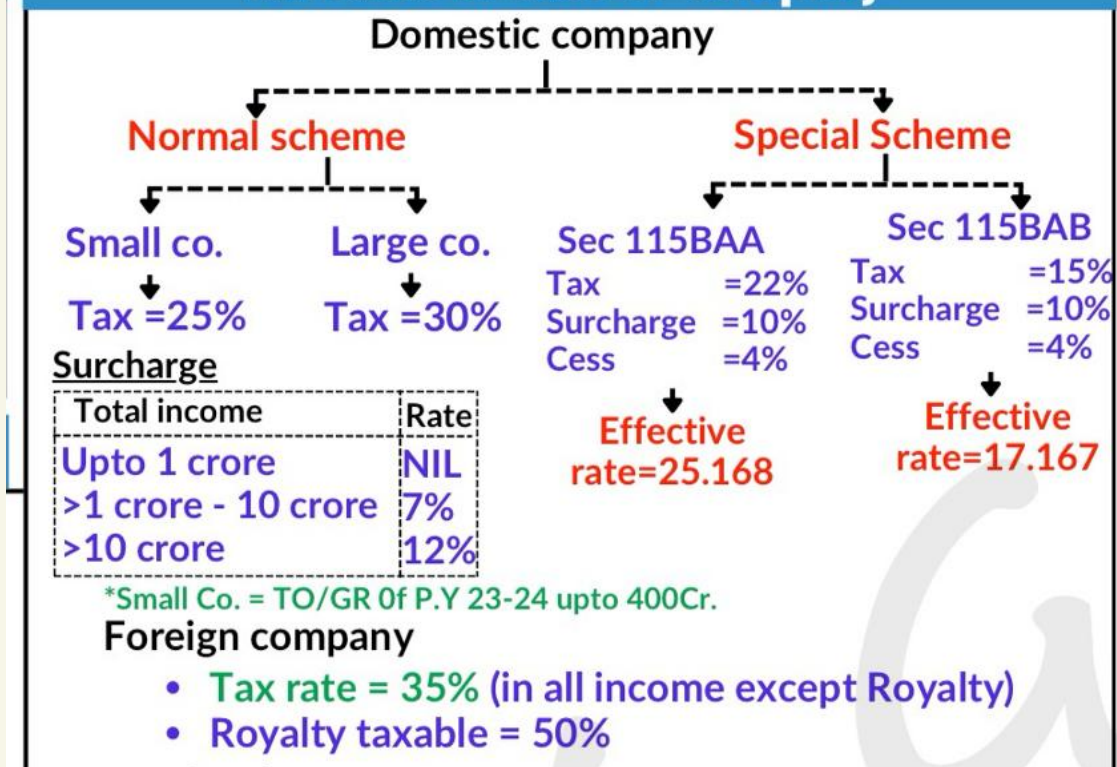 Domestic company
Normal scheme
Special Scheme
Small co.
Large co.
Tax =25%
Tax =30%
Sec 115BAA
Tax =22%
Surcharge =10%
Cess =4%
Effective
rate=25.168
Sec 115BAB
Tax =15%
Surcharge =10%
Cess =4%
Effective
rate=17.167
Surcharge
Total income Rate
Upto 1 crore NIL
>1 crore - 10 crore 7%
>10 crore 12%
*Small Co. = TO/GR 0f P.Y 23-24 upto 400Cr.
Foreign company
• Tax rate = 35% (in all income except Royalty)
• Royalty taxable = 50%